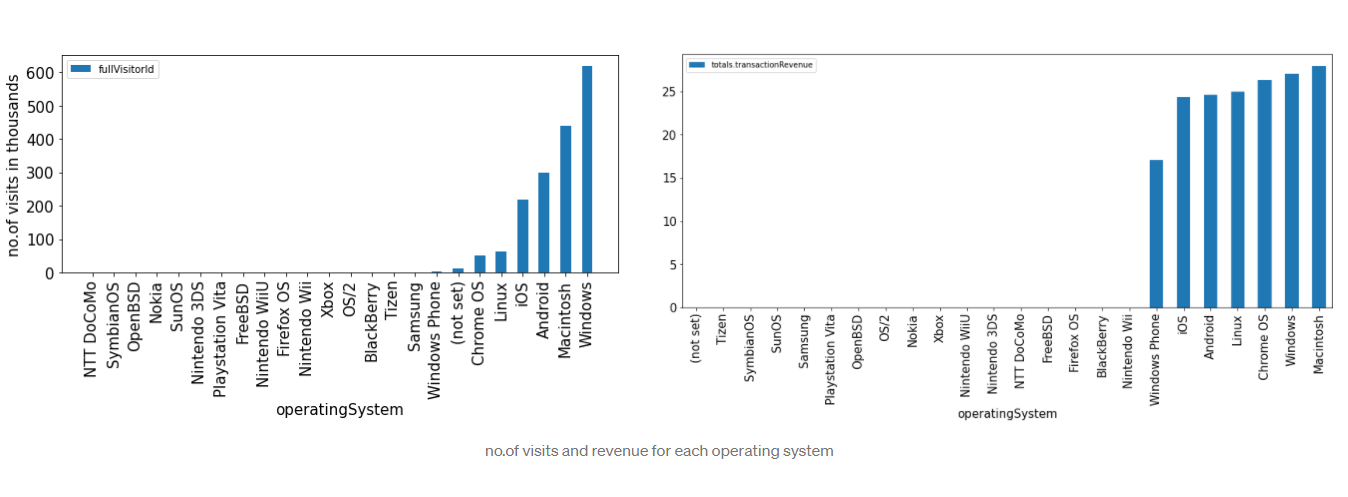 fullVisitorId
no.of visits in thousands
600
500
400
300
200
100
0
NTT DoCoMo
SymbianOS
OpenBSD
Nokia
SunOS
Nintendo 3DS
Playstation Vita
FreeBSD
Nintendo WiiU
Firefox OS
Nintendo Wii
Xbox
OS/2
BlackBerry
Tizen
Samsung
Windows Phone
(not set)
Chrome OS
Linux
iOS
Android
Macintosh
Windows
operatingSystem
totals.transactionRevenue
25
20
15
10
5
0
(not set)
Tizen
SymbianOS
SunOS
Samsung
Playstation Vita
OpenBSD
OS/2
Nokia
Xbox
Nintendo WiiU
Nintendo 3DS
NTT DoCoMo
FreeBSD
Firefox OS
BlackBerry
Nintendo Wii
Windows Phone
iOS
Android
Linux
Chrome OS
Windows
Macintosh
operatingSystem
no.of visits and revenue for each operating system